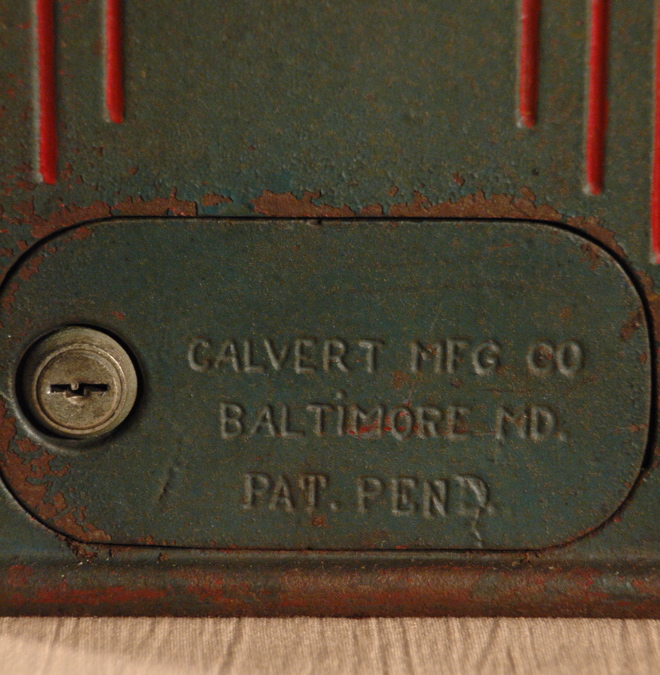 CALVERT MFG CO
BALTiMORE MD.
PAT. PEND.